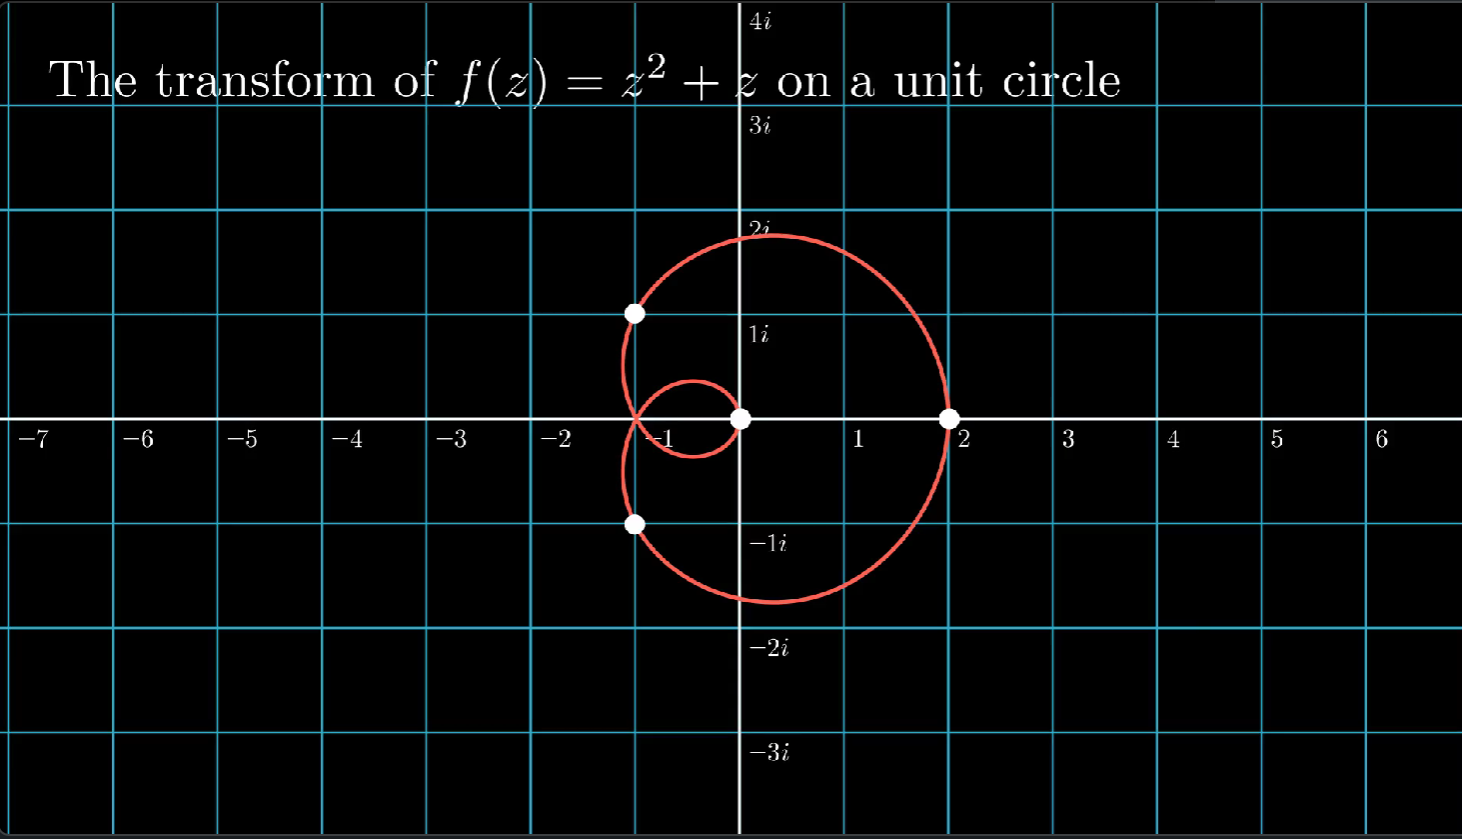 4i
The transform of f(z) = z² + z on a unit circle
3i
2i
1i
−7 −6 −5 −4 −3 −2 −1 1 2 3 4 5 6
−1i
−2i
−3i